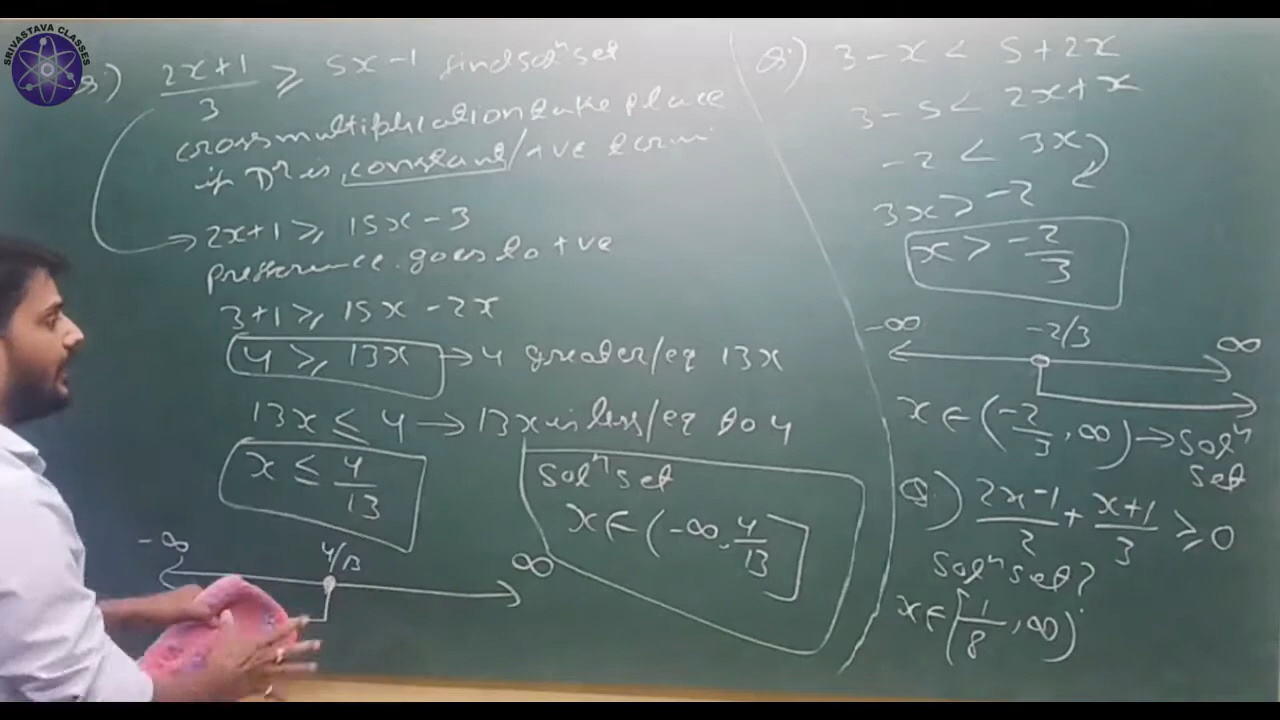 SRIVASTAVA CLASSES
Q:) (2x+1)/3 ≥ 5x-1 find solⁿ set
cross multiplication take place
if Dʳ is constant/+ve term
2x+1 ≥ 15x-3
prefference goes to +ve
3+1 ≥ 15x-2x
4 ≥ 13x → 4 greater/eq 13x
13x ≤ 4 → 13x is less/eq to 4
x ≤ 4/13
-∞ 4/13 ∞
solⁿ set
x ∈ (-∞, 4/13]
Q:) 3-x < 5+2x
3-5 < 2x+x
-2 < 3x
3x > -2
x > -2/3
-∞ -2/3 ∞
x ∈ (-2/3, ∞) → solⁿ
set
Q:) (2x-1)/2 + (x+1)/3 ≥ 0
solⁿ set?
x ∈ [1/8, ∞)